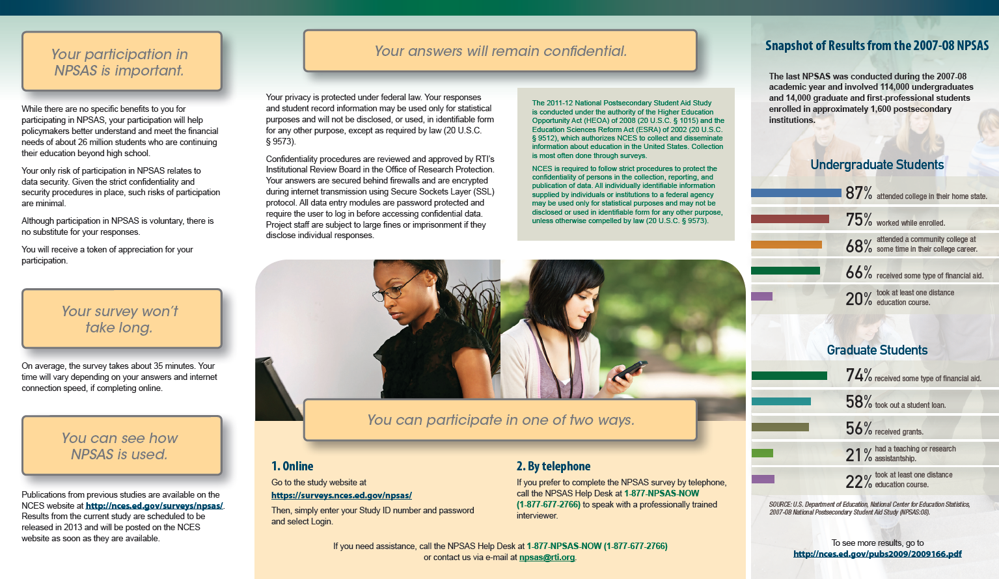 Your participation in
NPSAS is important.
While there are no specific benefits to you for
participating in NPSAS, your participation will help
policymakers better understand and meet the financial
needs of about 26 million students who are continuing
their education beyond high school.
Your only risk of participation in NPSAS relates to
data security. Given the strict confidentiality and
security procedures in place, such risks of participation
are minimal.
Although participation in NPSAS is voluntary, there is
no substitute for your responses.
You will receive a token of appreciation for your
participation.
Your survey won’t
take long.
On average, the survey takes about 35 minutes. Your
time will vary depending on your answers and internet
connection speed, if completing online.
You can see how
NPSAS is used.
Publications from previous studies are available on the
NCES website at http://nces.ed.gov/surveys/npsas/.
Results from the current study are scheduled to be
released in 2013 and will be posted on the NCES
website as soon as they are available.
Your answers will remain confidential.
Your privacy is protected under federal law. Your responses
and student record information may be used only for statistical
purposes and will not be disclosed, or used, in identifiable form
for any other purpose, except as required by law (20 U.S.C.
§ 9573).
Confidentiality procedures are reviewed and approved by RTI’s
Institutional Review Board in the Office of Research Protection.
Your answers are secured behind firewalls and are encrypted
during internet transmission using Secure Sockets Layer (SSL)
protocol. All data entry modules are password protected and
require the user to log in before accessing confidential data.
Project staff are subject to large fines or imprisonment if they
disclose individual responses.
The 2011-12 National Postsecondary Student Aid Study
is conducted under the authority of the Higher Education
Opportunity Act (HEOA) of 2008 (20 U.S.C. § 1015) and the
Education Sciences Reform Act (ESRA) of 2002 (20 U.S.C.
§ 9512), which authorizes NCES to collect and disseminate
information about education in the United States. Collection
is most often done through surveys.
NCES is required to follow strict procedures to protect the
confidentiality of persons in the collection, reporting, and
publication of data. All individually identifiable information
supplied by individuals or institutions to a federal agency
may be used only for statistical purposes and may not be
disclosed or used in identifiable form for any other purpose,
unless otherwise compelled by law (20 U.S.C. § 9573).
You can participate in one of two ways.
1. Online
Go to the study website at
https://surveys.nces.ed.gov/npsas/
Then, simply enter your Study ID number and password
and select Login.
2. By telephone
If you prefer to complete the NPSAS survey by telephone,
call the NPSAS Help Desk at 1-877-NPSAS-NOW
(1-877-677-2766) to speak with a professionally trained
interviewer.
If you need assistance, call the NPSAS Help Desk at 1-877-NPSAS-NOW (1-877-677-2766)
or contact us via e-mail at npsas@rti.org.
Snapshot of Results from the 2007-08 NPSAS
The last NPSAS was conducted during the 2007-08
academic year and involved 114,000 undergraduates
and 14,000 graduate and first-professional students
enrolled in approximately 1,600 postsecondary
institutions.
Undergraduate Students
87% attended college in their home state.
75% worked while enrolled.
68% attended a community college at
some time in their college career.
66% received some type of financial aid.
20% took at least one distance
education course.
Graduate Students
74% received some type of financial aid.
58% took out a student loan.
56% received grants.
21% had a teaching or research
assistantship.
22% took at least one distance
education course.
SOURCE: U.S. Department of Education, National Center for Education Statistics,
2007-08 National Postsecondary Student Aid Study (NPSAS:08).
To see more results, go to
http://nces.ed.gov/pubs2009/2009166.pdf